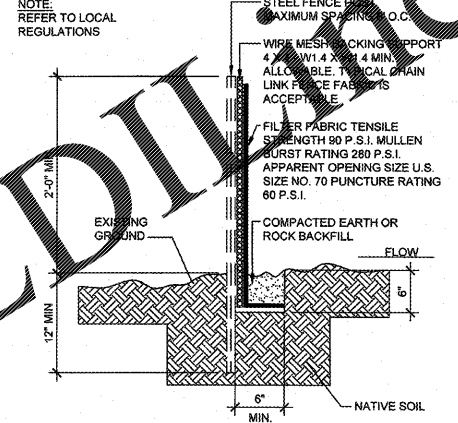 NOTE:
REFER TO LOCAL
REGULATIONS
STEEL FENCE POST
MAXIMUM SPACING 8' O.C.
WIRE MESH BACKING SUPPORT
4 X 4 W1.4 X W1.4 MIN.
ALLOWABLE. TYPICAL CHAIN
LINK FENCE FABRIC IS
ACCEPTABLE
FILTER FABRIC TENSILE
STRENGTH 90 P.S.I. MULLEN
BURST RATING 280 P.S.I.
APPARENT OPENING SIZE U.S.
SIZE NO. 70 PUNCTURE RATING
60 P.S.I.
2'-0" MIN
EXISTING
GROUND
COMPACTED EARTH OR
ROCK BACKFILL
FLOW
6"
12" MIN
6"
MIN.
NATIVE SOIL